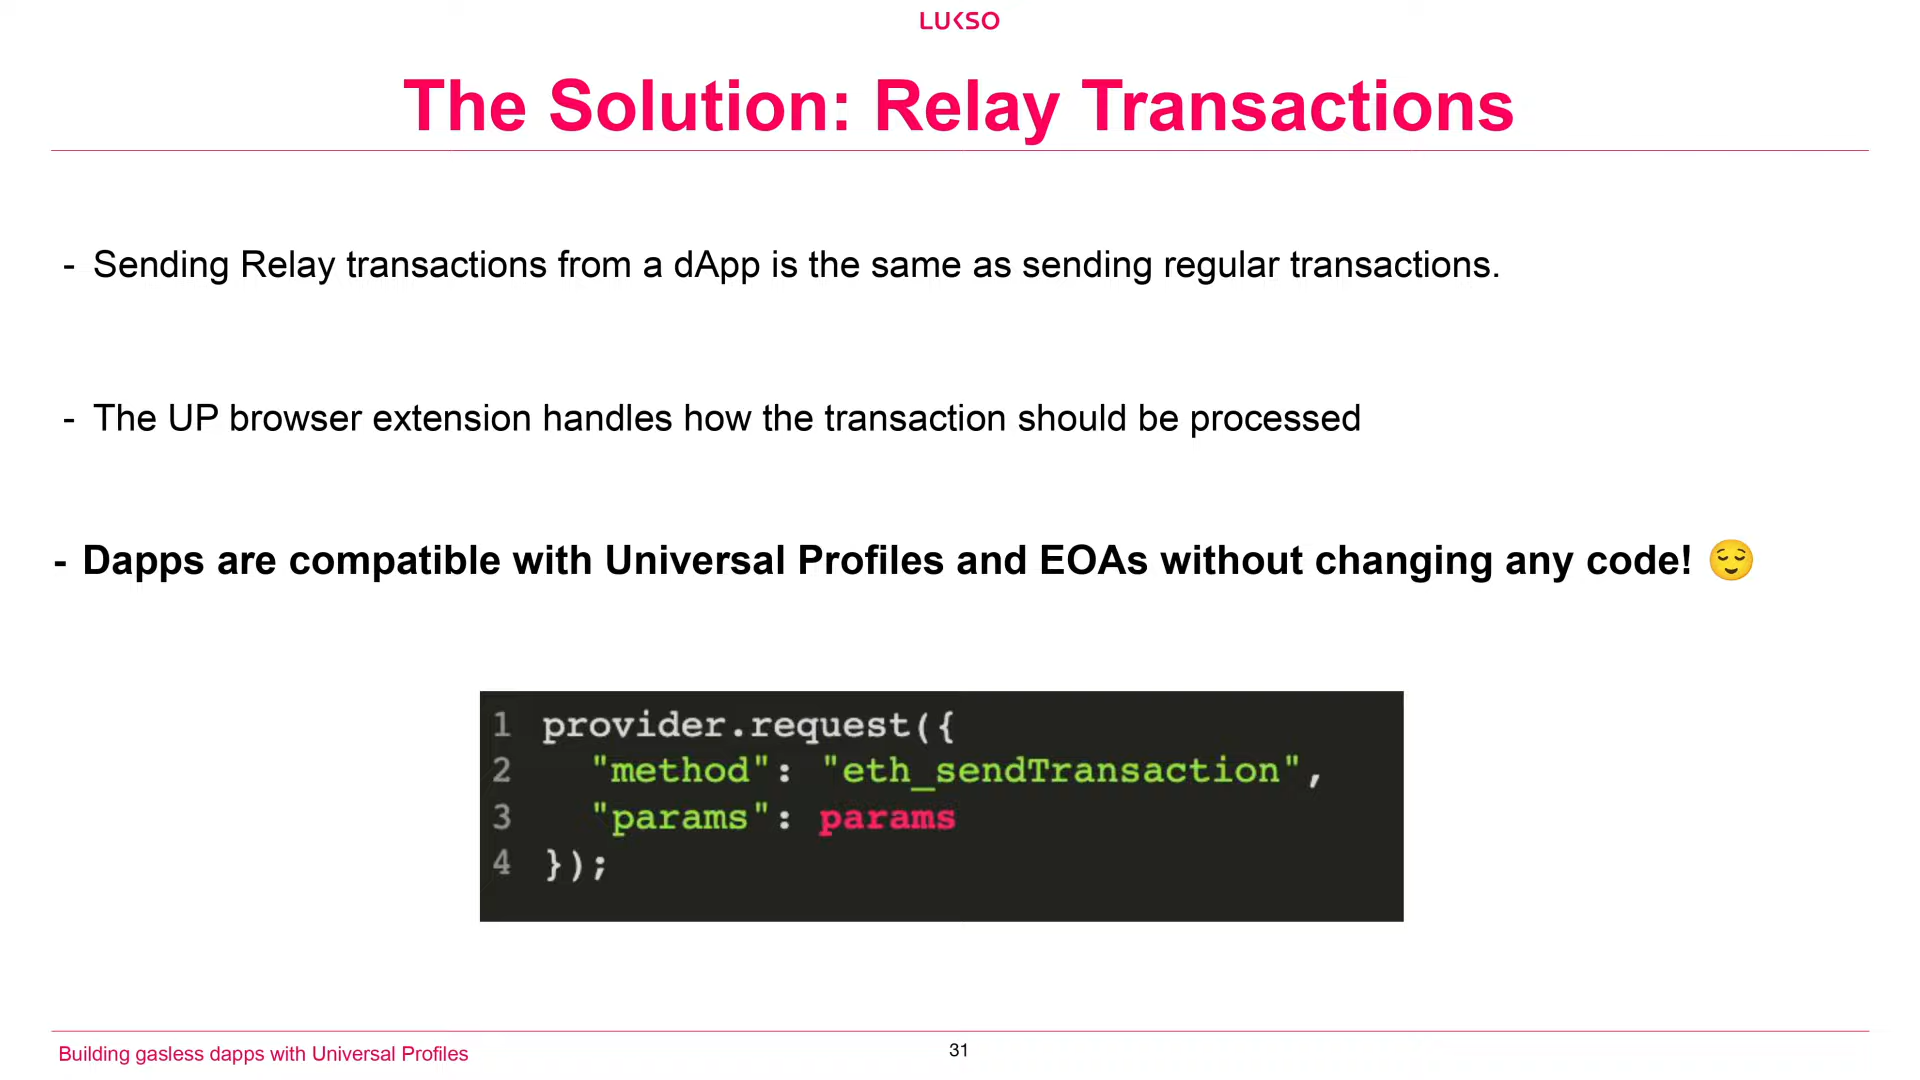 LUKSO
The Solution: Relay Transactions
- Sending Relay transactions from a dApp is the same as sending regular transactions.
- The UP browser extension handles how the transaction should be processed
- Dapps are compatible with Universal Profiles and EOAs without changing any code! 😌
1 provider.request({
2   "method": "eth_sendTransaction",
3   "params": params
4 });
Building gasless dapps with Universal Profiles
31